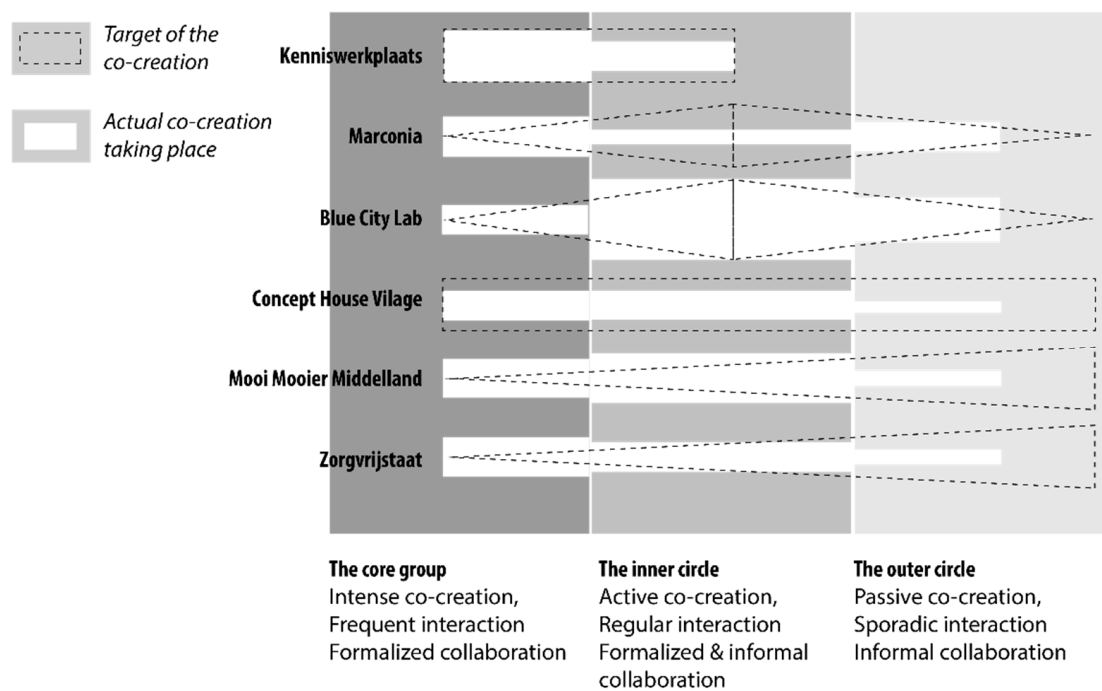 Target of the
co-creation
Actual co-creation
taking place
Kenniswerkplaats
Marconia
Blue City Lab
Concept House Vilage
Mooi Mooier Middelland
Zorgvrijstaat
The core group
Intense co-creation,
Frequent interaction
Formalized collaboration
The inner circle
Active co-creation,
Regular interaction
Formalized & informal
collaboration
The outer circle
Passive co-creation,
Sporadic interaction
Informal collaboration